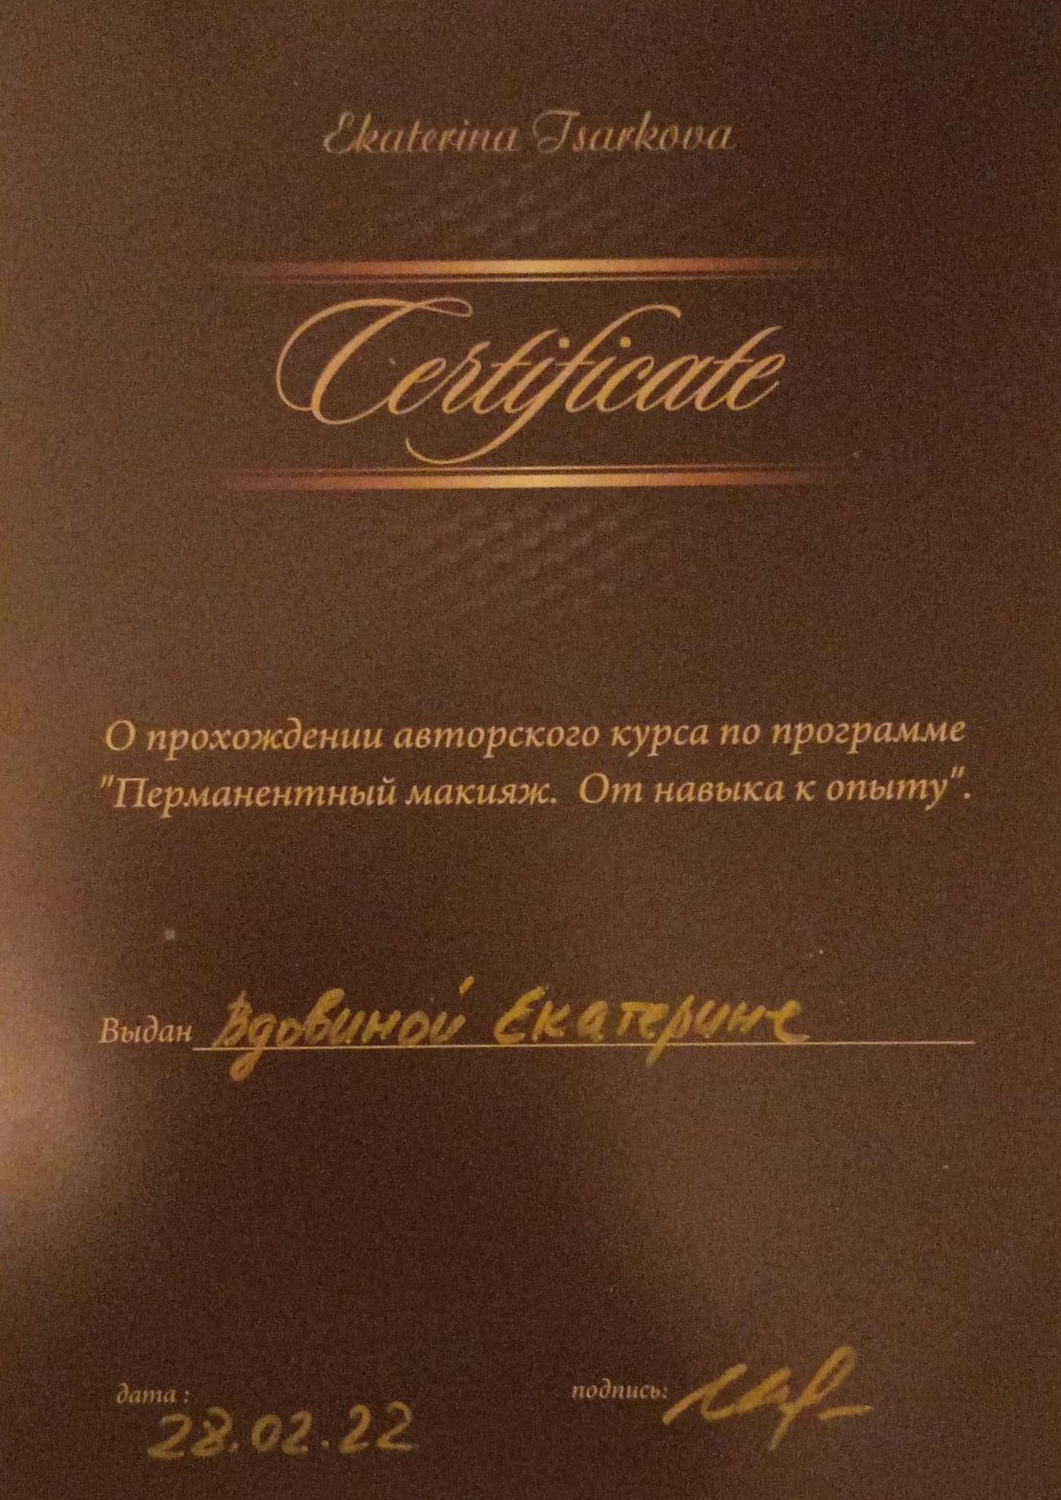 Ekaterina Tsarkova
Certificate
О прохождении авторского курса по программе
"Перманентный макияж. От навыка к опыту".
Выдан Вдовиной Екатерине
дата : подпись:
28.02.22